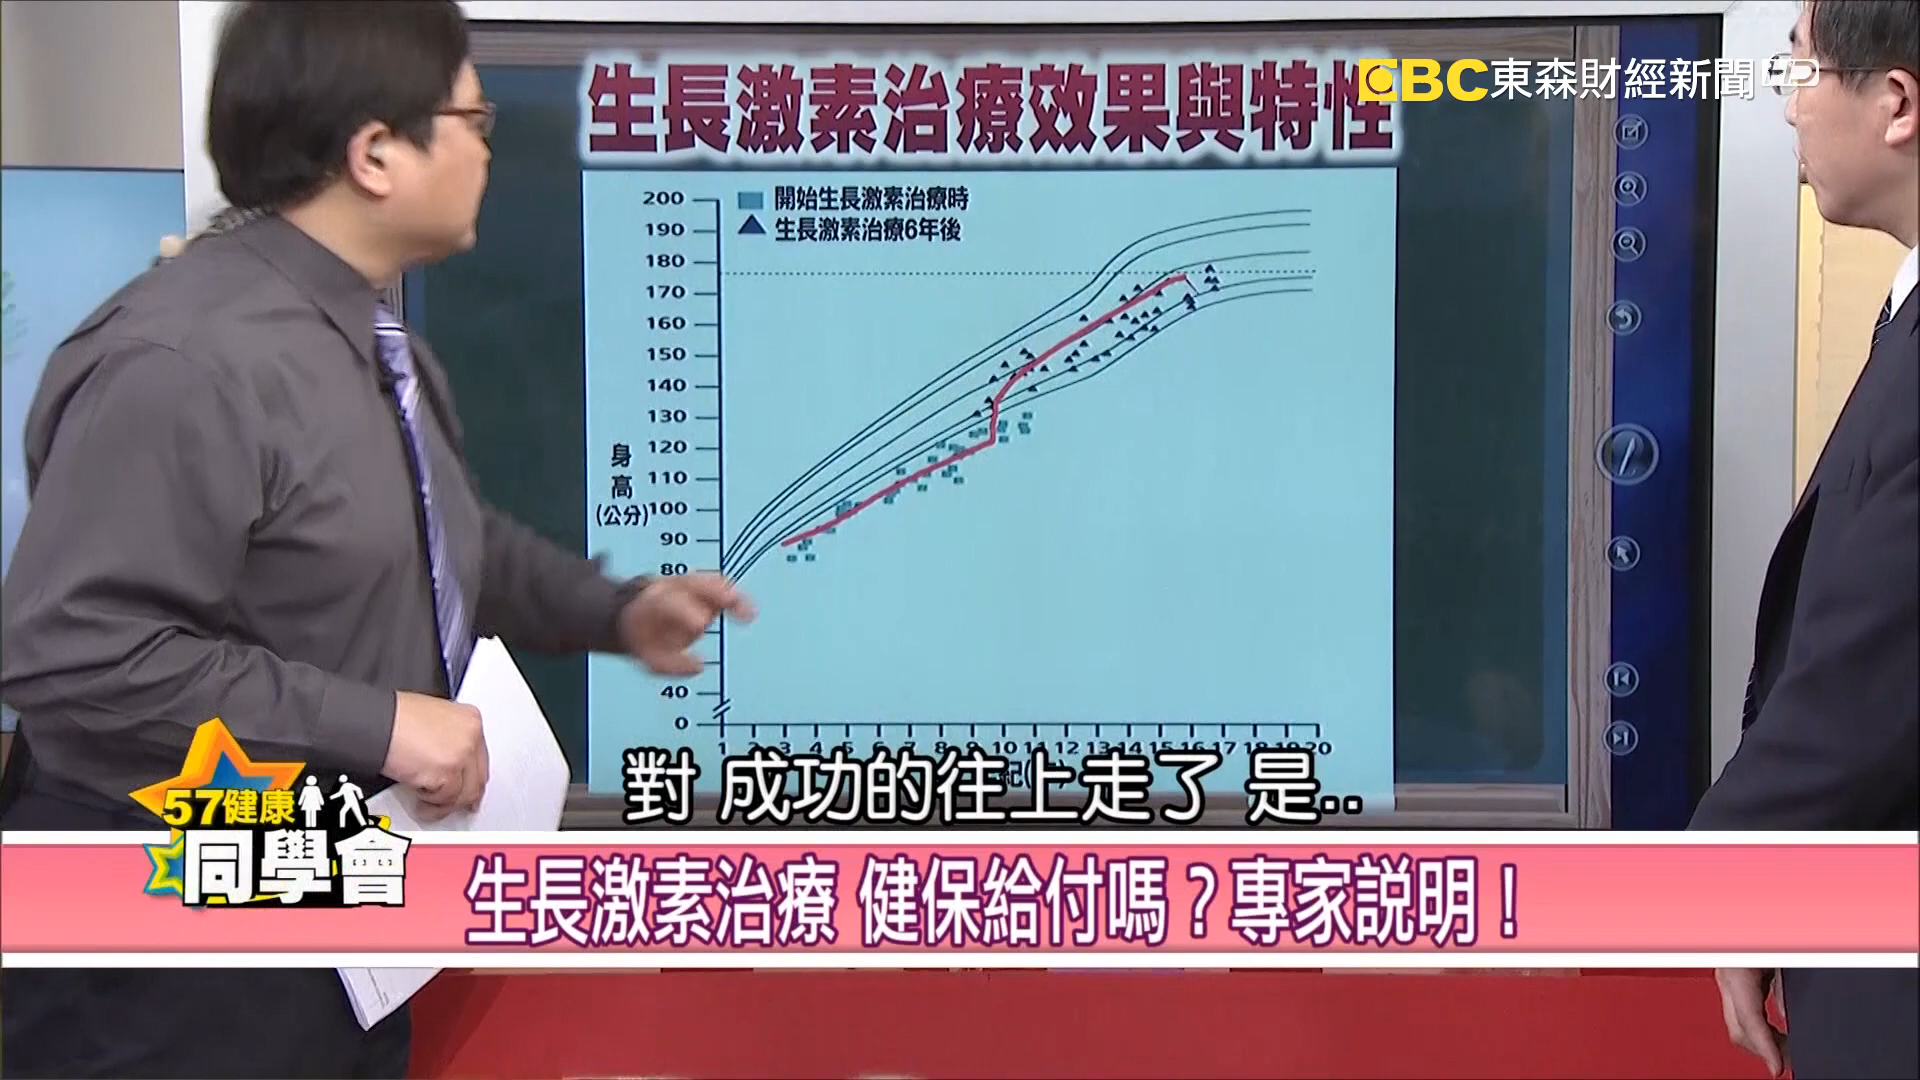 生長激素治療效果與特性
EBC 東森財經新聞 HD
開始生長激素治療時
生長激素治療6年後
200
190
180
170
160
150
140
130
120
110
100
90
80
40
0
身高
(公分)
1 2 3 4 5 6 7 8 10 11 12 13 14 15 16 17 18 19 20
對 成功的往上走了 是..
57健康
同學會
生長激素治療 健保給付嗎？專家說明！